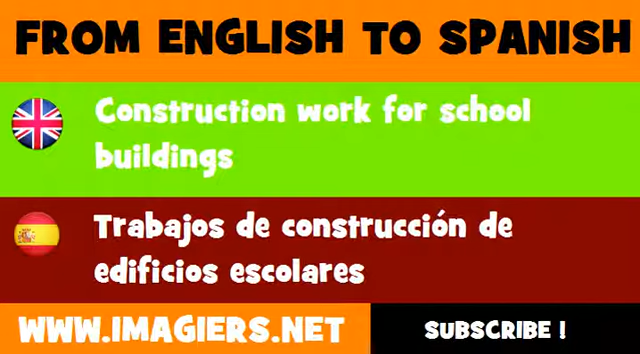 FROM ENGLISH TO SPANISH
Construction work for school
buildings
Trabajos de construcción de
edificios escolares
WWW.IMAGIERS.NET
SUBSCRIBE !